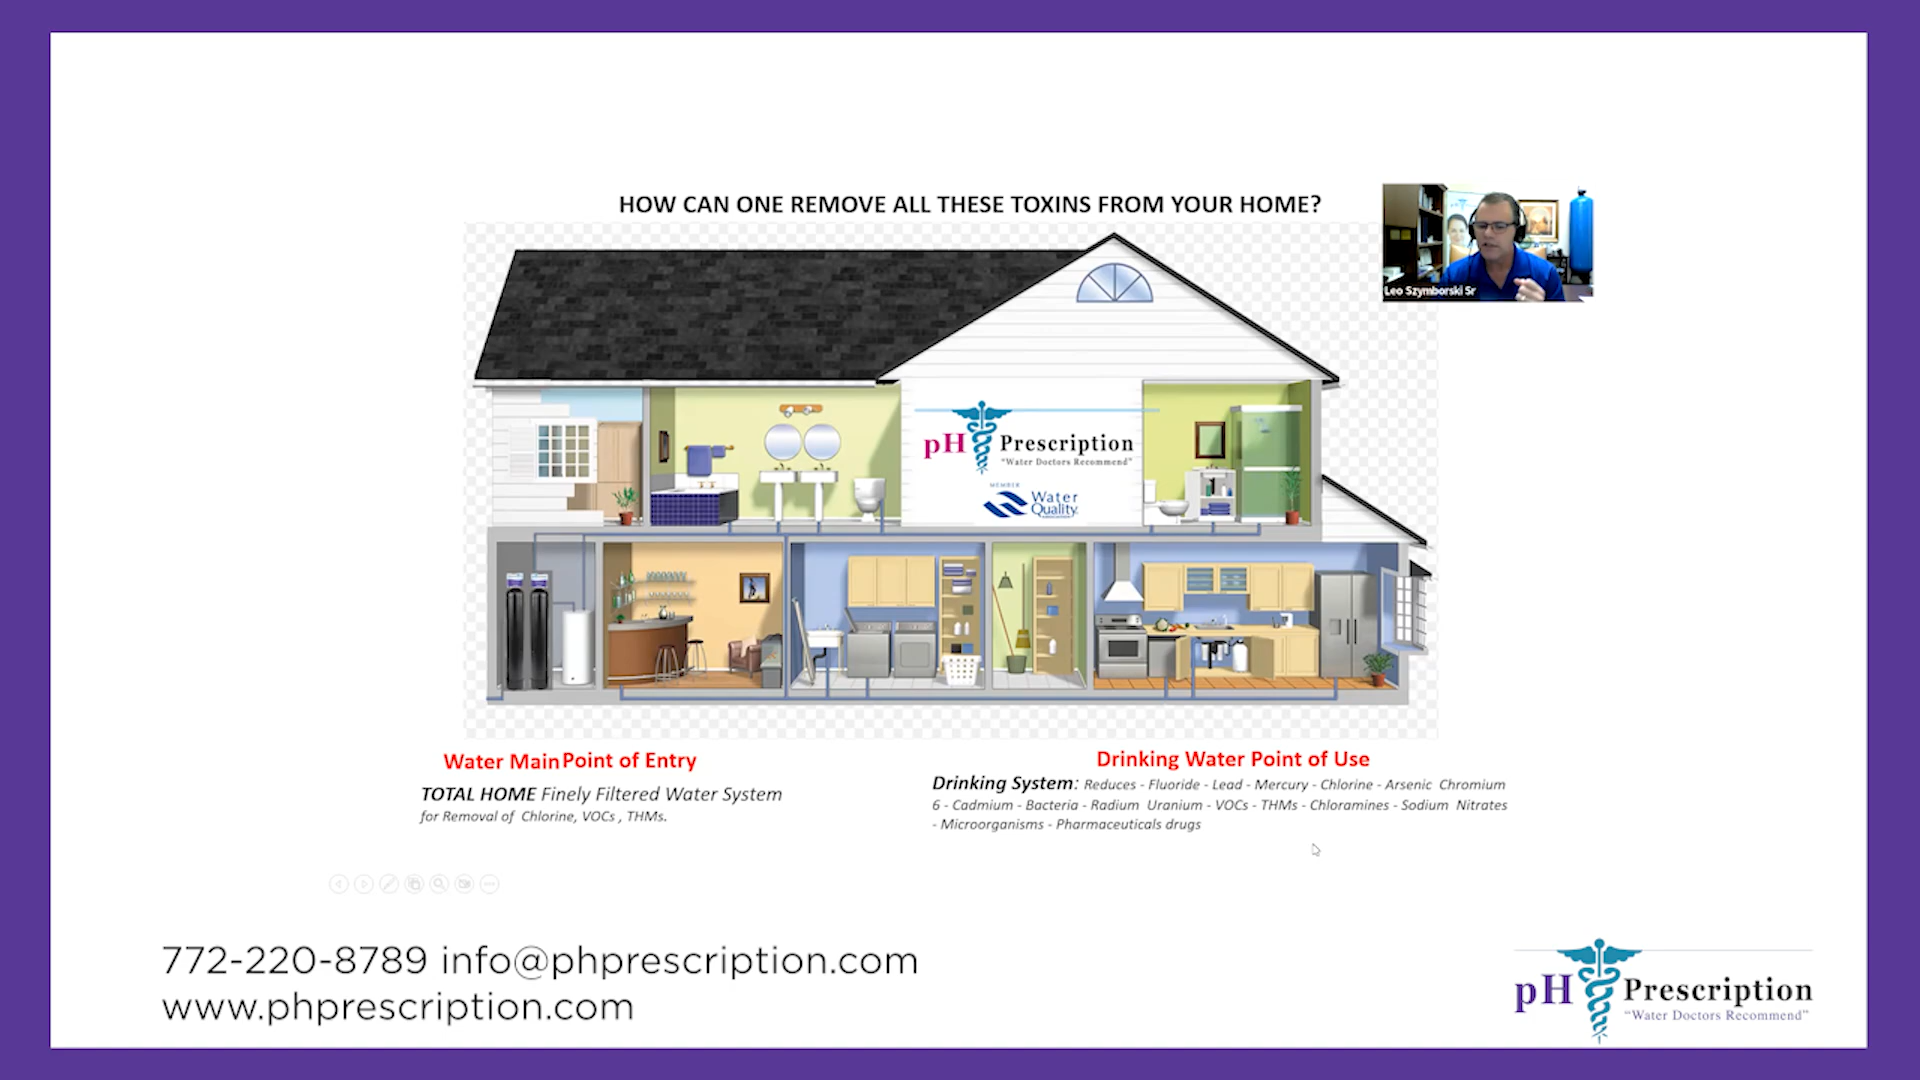 HOW CAN ONE REMOVE ALL THESE TOXINS FROM YOUR HOME?
Leo Szymborski Sr
pH Prescription
"Water Doctors Recommend"
MEMBER
Water
Quality
Water Main Point of Entry
TOTAL HOME Finely Filtered Water System
for Removal of Chlorine, VOCs , THMs.
Drinking Water Point of Use
Drinking System: Reduces - Fluoride - Lead - Mercury - Chlorine - Arsenic Chromium
6 - Cadmium - Bacteria - Radium Uranium - VOCs - THMs - Chloramines - Sodium Nitrates
- Microorganisms - Pharmaceuticals drugs
772-220-8789 info@phprescription.com
www.phprescription.com
pH Prescription
"Water Doctors Recommend"